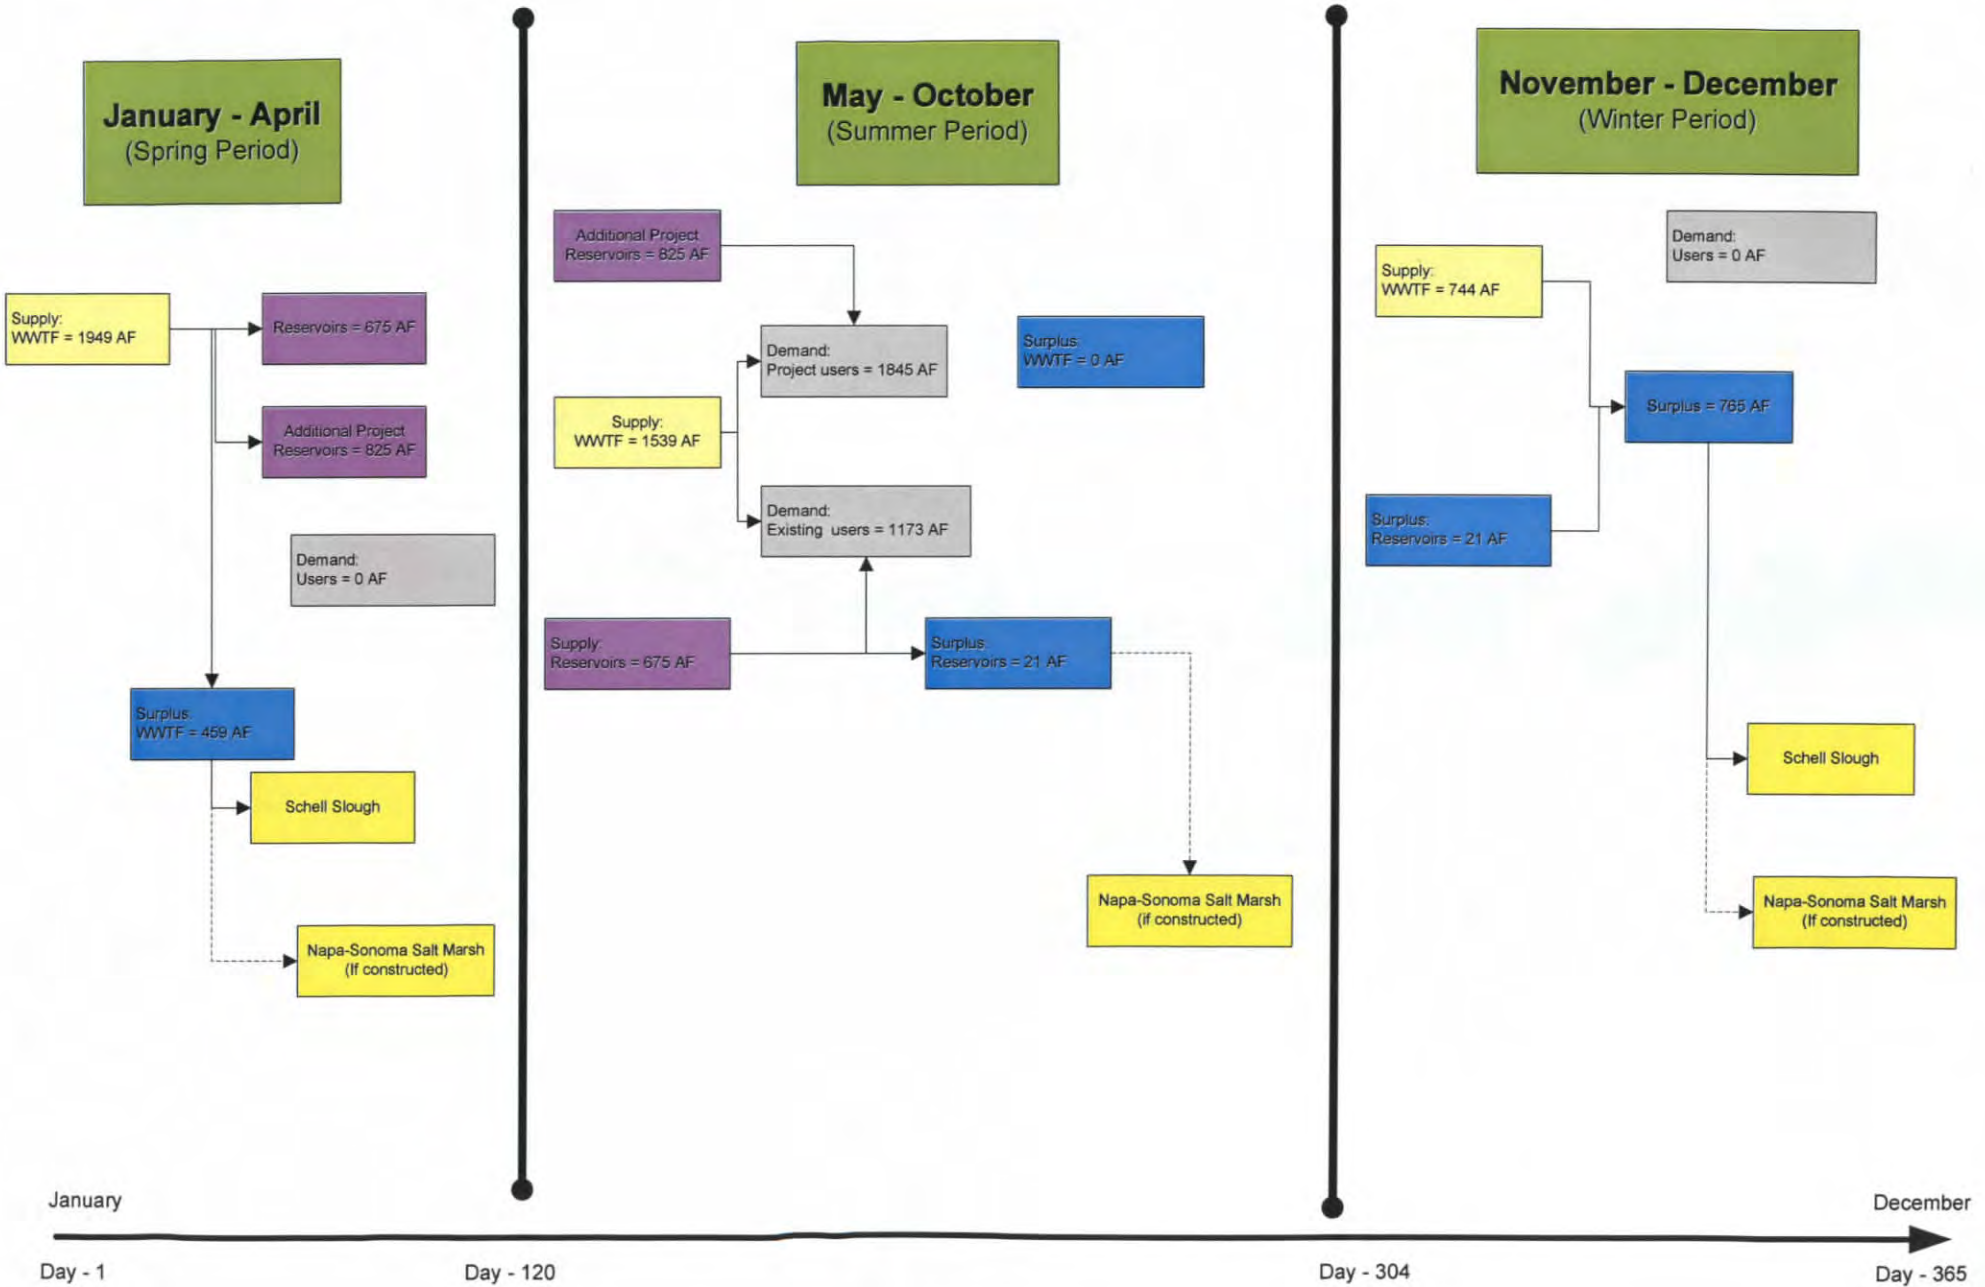 January - April
(Spring Period)
Supply:
WWTF = 1949 AF
Reservoirs = 675 AF
Additional Project
Reservoirs = 825 AF
Demand:
Users = 0 AF
Surplus:
WWTF = 459 AF
Schell Slough
Napa-Sonoma Salt Marsh
(If constructed)
May - October
(Summer Period)
Additional Project
Reservoirs = 825 AF
Demand:
Project users = 1845 AF
Surplus:
WWTF = 0 AF
Supply:
WWTF = 1539 AF
Demand:
Existing users = 1173 AF
Supply:
Reservoirs = 675 AF
Surplus:
Reservoirs = 21 AF
Napa-Sonoma Salt Marsh
(if constructed)
November - December
(Winter Period)
Demand:
Users = 0 AF
Supply:
WWTF = 744 AF
Surplus = 765 AF
Surplus:
Reservoirs = 21 AF
Schell Slough
Napa-Sonoma Salt Marsh
(If constructed)
January
December
Day - 1
Day - 120
Day - 304
Day - 365